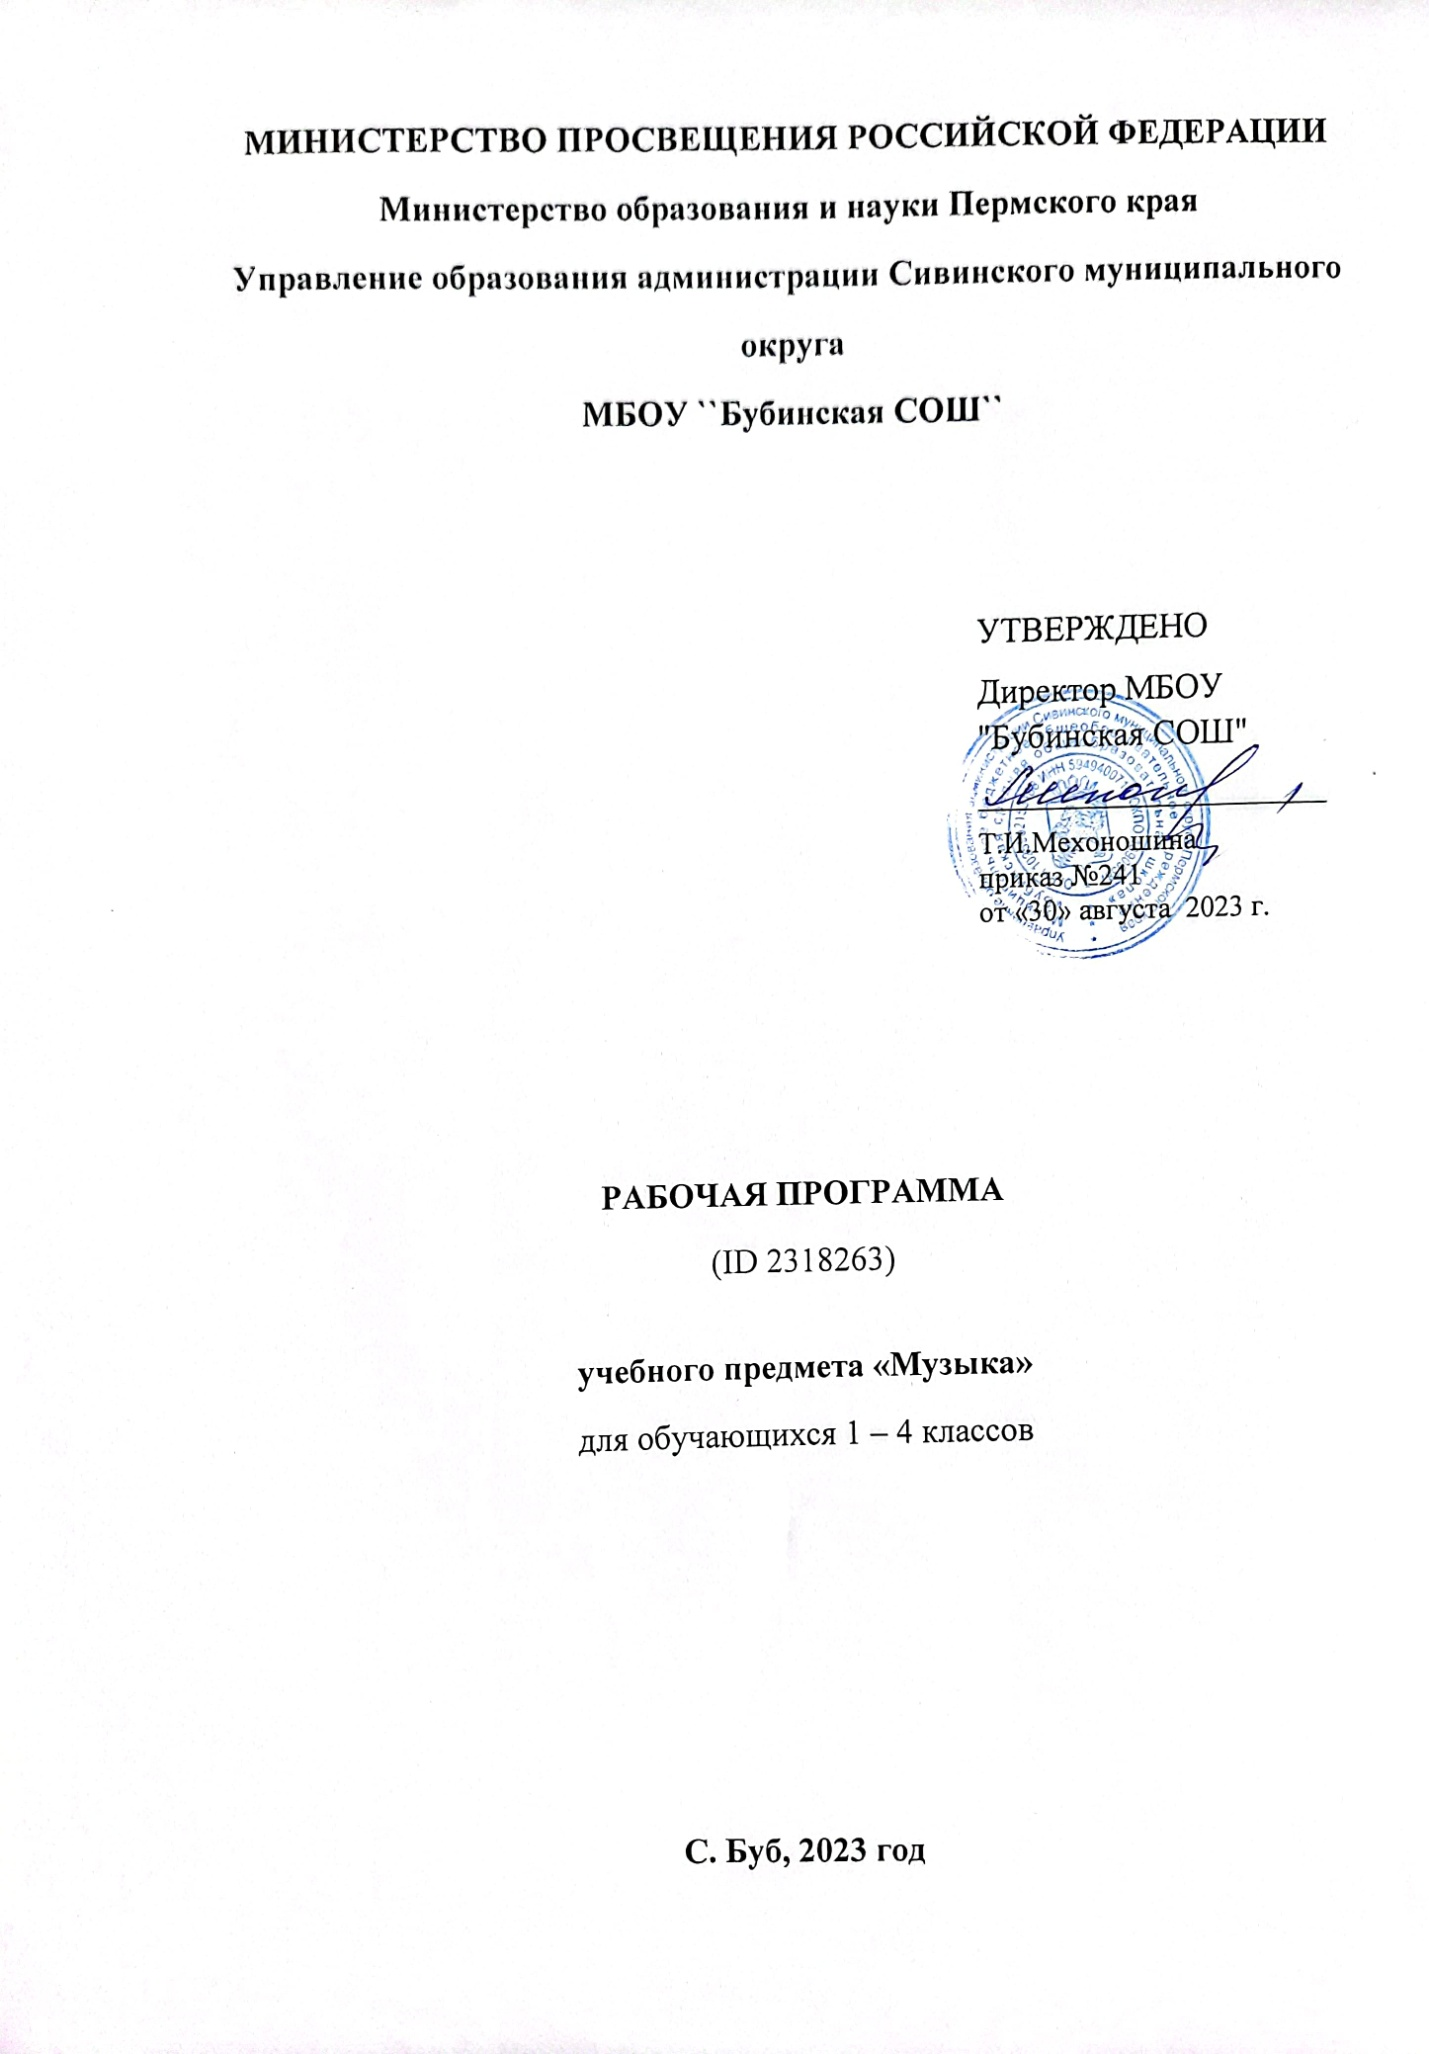 МИНИСТЕРСТВО ПРОСВЕЩЕНИЯ РОССИЙСКОЙ ФЕДЕРАЦИИ
Министерство образования и науки Пермского края
Управление образования администрации Сивинского муниципального
округа
МБОУ ``Бубинская СОШ``
УТВЕРЖДЕНО
Директор МБОУ
"Бубинская СОШ"
Т.И.Мехоношина
приказ №241
от «30» августа 2023 г.
РАБОЧАЯ ПРОГРАММА
(ID 2318263)
учебного предмета «Музыка»
для обучающихся 1 – 4 классов
С. Буб, 2023 год